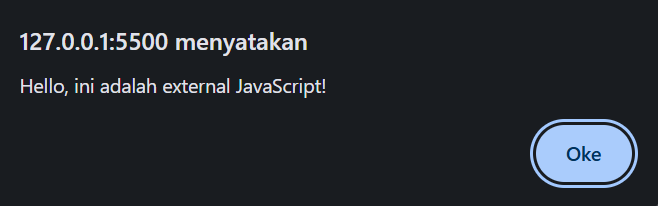 127.0.0.1:5500 menyatakan
Hello, ini adalah external JavaScript!
Oke